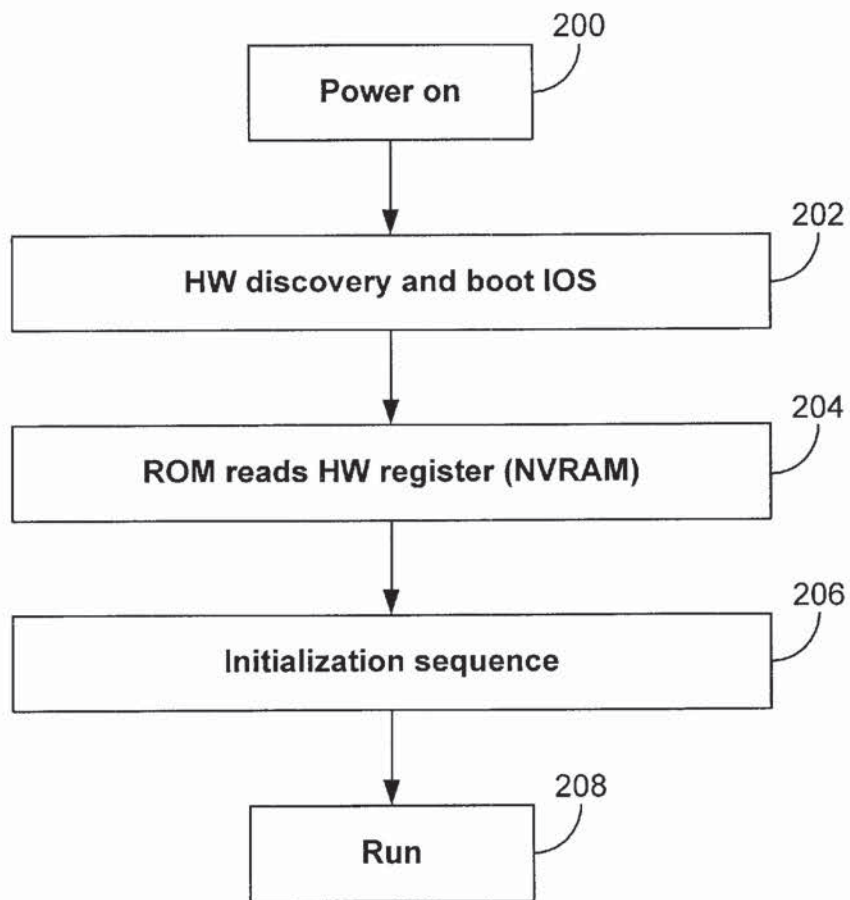 200
Power on
202
HW discovery and boot IOS
204
ROM reads HW register (NVRAM)
206
Initialization sequence
208
Run